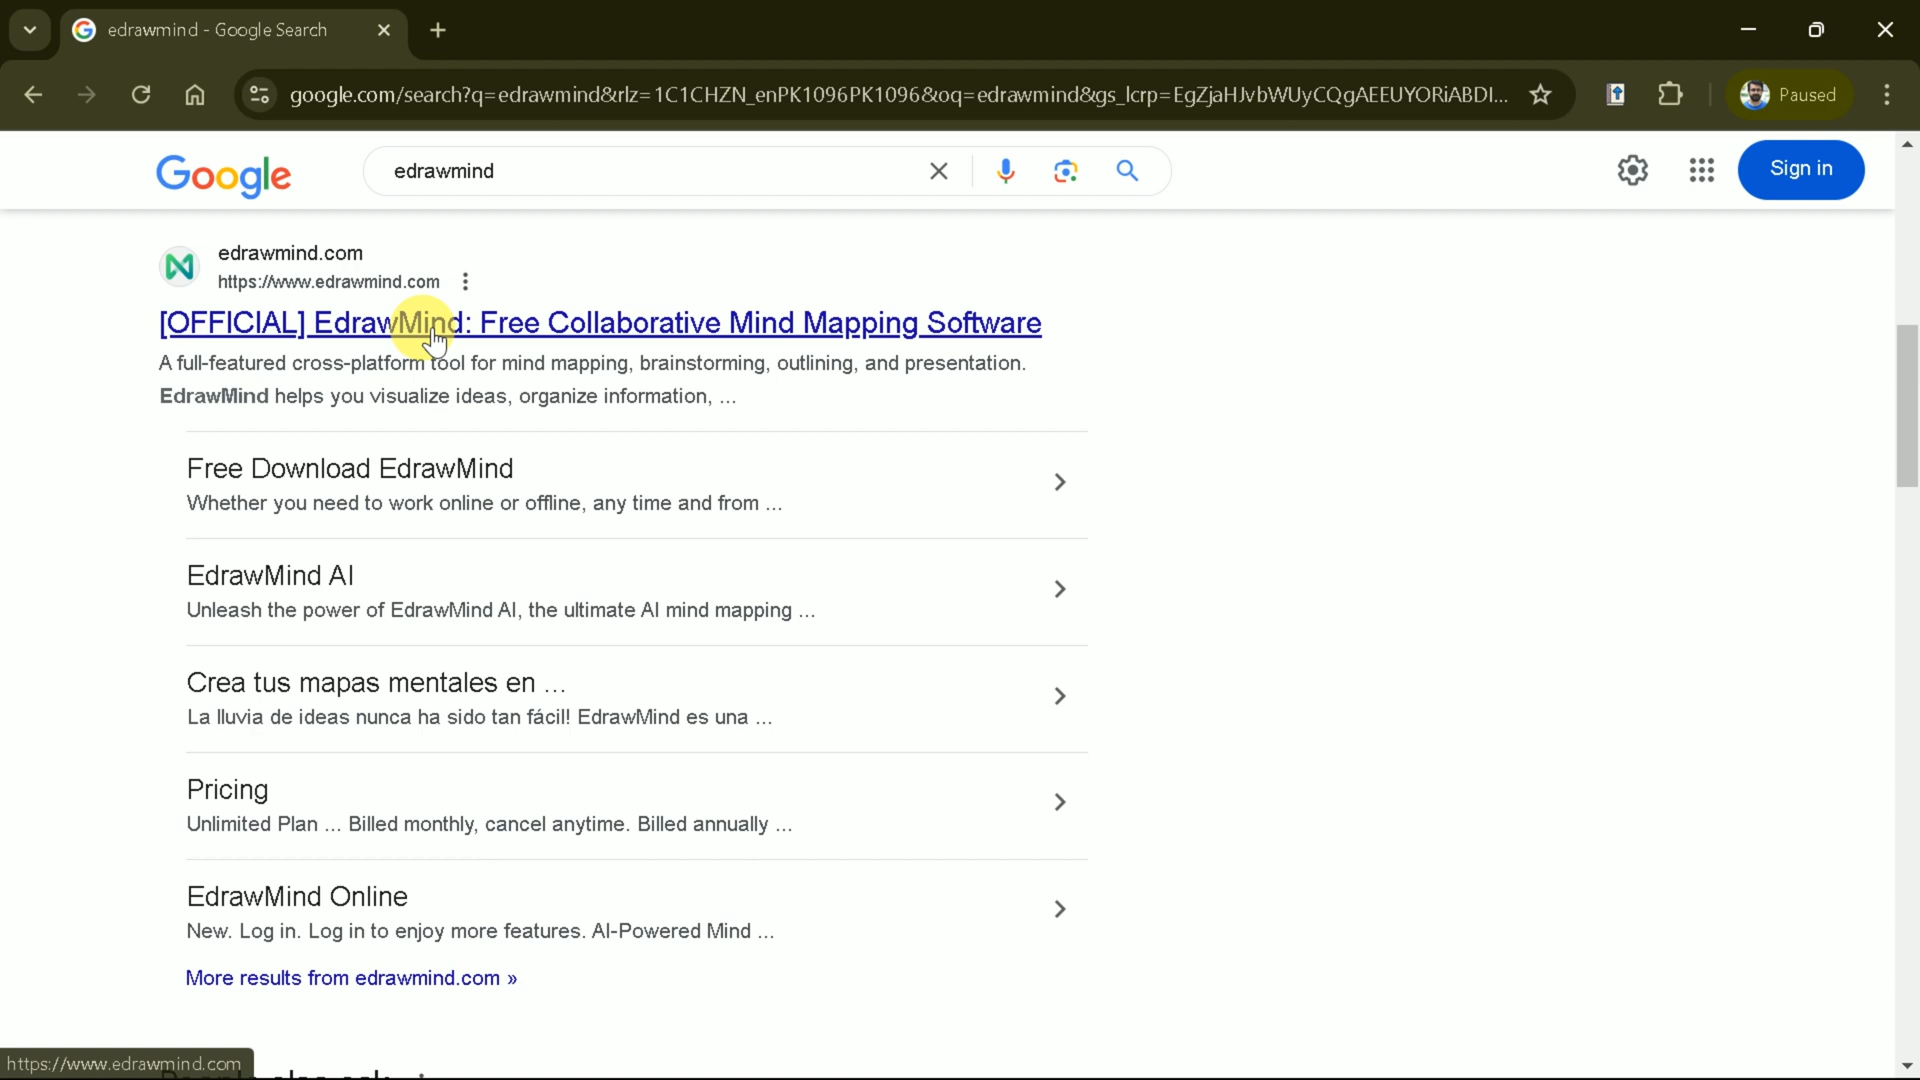 edrawmind - Google Search
google.com/search?q=edrawmind&rlz=1C1CHZN_enPK1096PK1096&oq=edrawmind&gs_lcrp=EgZjaHJvbWUyCQgAEEUYORiABDI...
Paused
Google
edrawmind
Sign in
edrawmind.com
https://www.edrawmind.com
[OFFICIAL] EdrawMind: Free Collaborative Mind Mapping Software
A full-featured cross-platform tool for mind mapping, brainstorming, outlining, and presentation.
EdrawMind helps you visualize ideas, organize information, ...
Free Download EdrawMind
Whether you need to work online or offline, any time and from ...
EdrawMind AI
Unleash the power of EdrawMind AI, the ultimate AI mind mapping ...
Crea tus mapas mentales en ...
La lluvia de ideas nunca ha sido tan fácil! EdrawMind es una ...
Pricing
Unlimited Plan ... Billed monthly, cancel anytime. Billed annually ...
EdrawMind Online
New. Log in. Log in to enjoy more features. AI-Powered Mind ...
More results from edrawmind.com »
https://www.edrawmind.com